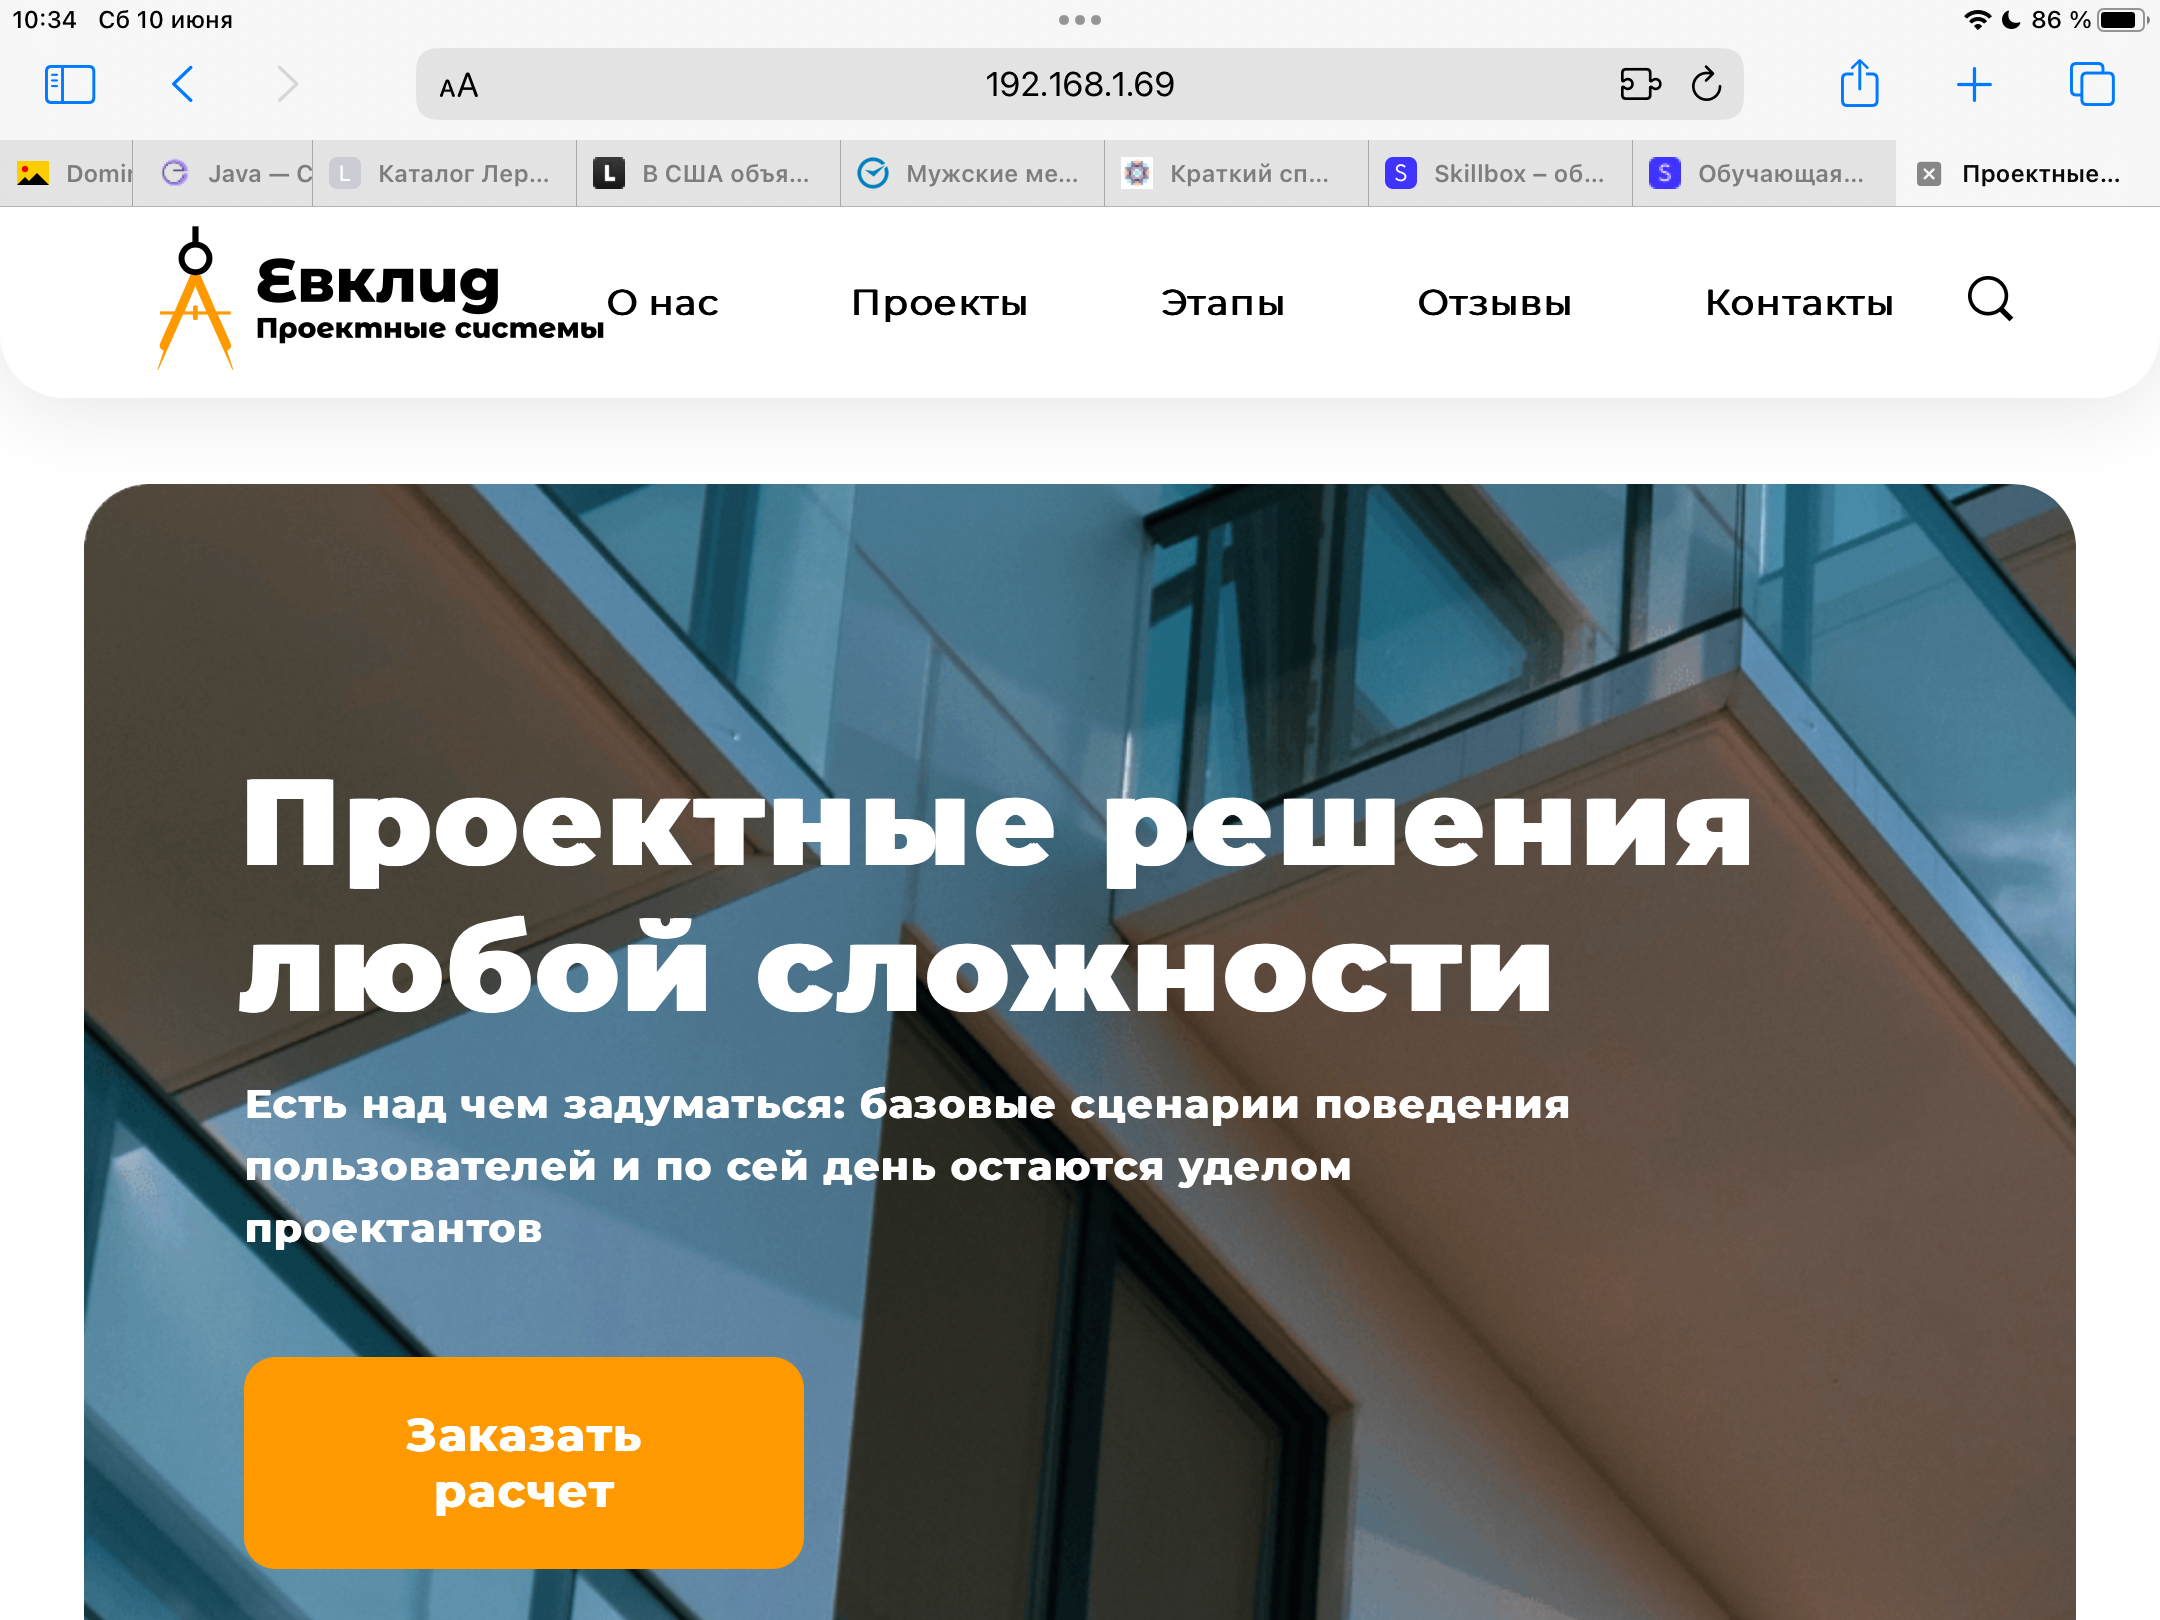 10:34 Сб 10 июня 86 %
AA 192.168.1.69
Domin Java — С L Каталог Лер... L В США объя... Мужские ме... Краткий сп... S Skillbox – об... S Обучающая... Проектные...
Евклид
Проектные системы
О нас Проекты Этапы Отзывы Контакты
Проектные решения
любой сложности
Есть над чем задуматься: базовые сценарии поведения
пользователей и по сей день остаются уделом
проектантов
Заказать
расчет